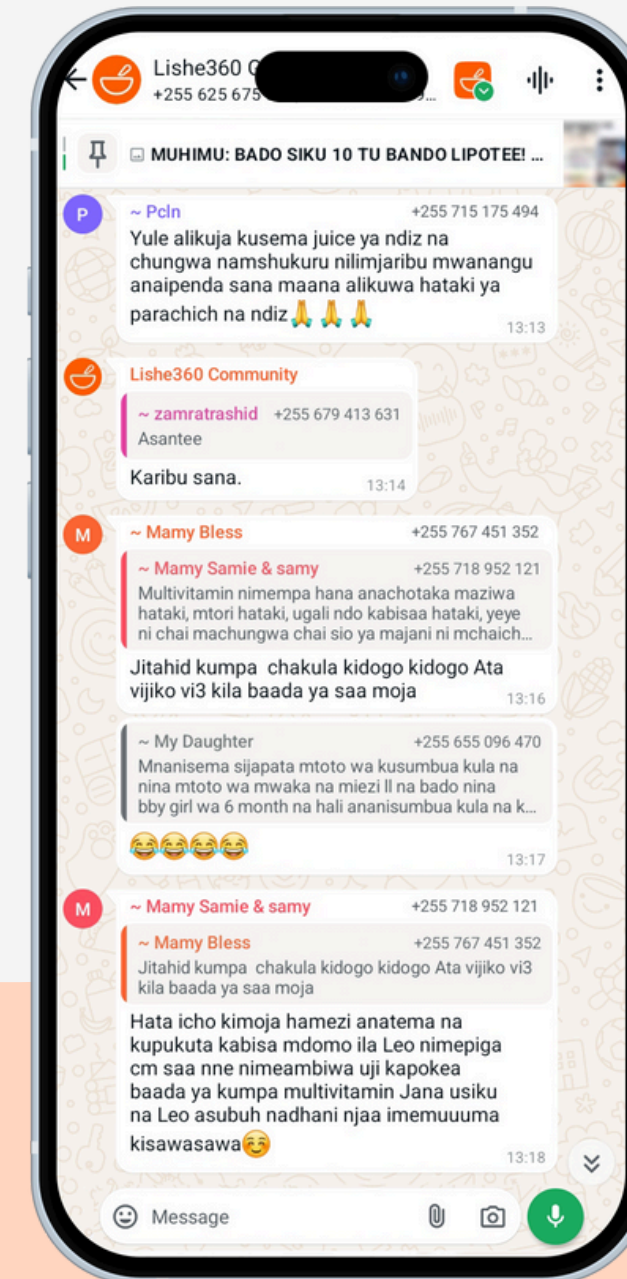 Lishe360 C
+255 625 675
MUHIMU: BADO SIKU 10 TU BANDO LIPOTEE! ...
P
~ Pcln +255 715 175 494
Yule alikuja kusema juice ya ndiz na
chungwa namshukuru nilimjaribu mwanangu
anaipenda sana maana alikuwa hataki ya
parachich na ndiz🙏🙏🙏
13:13
Lishe360 Community
~ zamratrashid +255 679 413 631
Asantee
Karibu sana.
13:14
M
~ Mamy Bless +255 767 451 352
~ Mamy Samie & samy +255 718 952 121
Multivitamin nimempa hana anachotaka maziwa
hataki, mtori hataki, ugali ndo kabisaa hataki, yeye
ni chai machungwa chai sio ya majani ni mchaich...
Jitahid kumpa chakula kidogo kidogo Ata
vijiko vi3 kila baada ya saa moja
13:16
~ My Daughter +255 655 096 470
Mnanisema sijapata mtoto wa kusumbua kula na
nina mtoto wa mwaka na miezi ll na bado nina
bby girl wa 6 month na hali ananisumbua kula na k...
😂😂😂😂
13:17
M
~ Mamy Samie & samy +255 718 952 121
~ Mamy Bless +255 767 451 352
Jitahid kumpa chakula kidogo kidogo Ata vijiko vi3
kila baada ya saa moja
Hata icho kimoja hamezi anatema na
kupukuta kabisa mdomo ila Leo nimepiga
cm saa nne nimeambiwa uji kapokea
baada ya kumpa multivitamin Jana usiku
na Leo asubuh nadhani njaa imemuuuma
kisawasawa☺️
13:18
Message